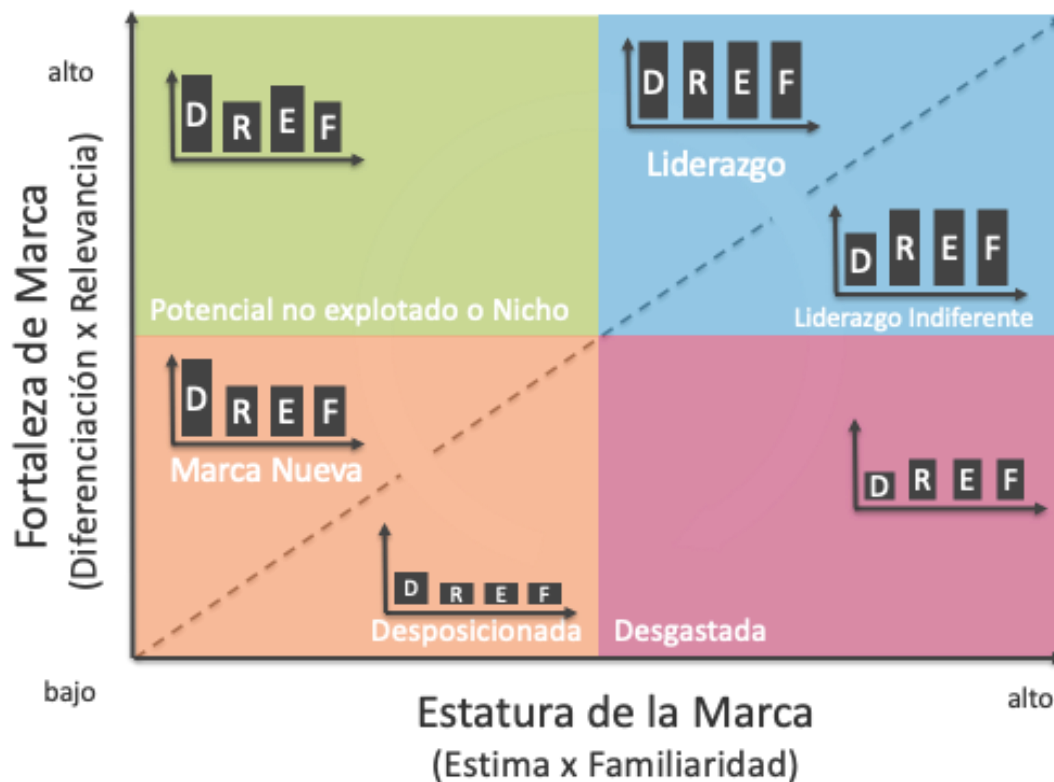 alto
Fortaleza de Marca
(Diferenciación x Relevancia)
D R E F
Potencial no explotado o Nicho
D R E F
Liderazgo
D R E F
Liderazgo Indiferente
D R E F
Marca Nueva
D R E F
Desposicionada
D R E F
Desgastada
bajo
Estatura de la Marca
(Estima x Familiaridad)
alto